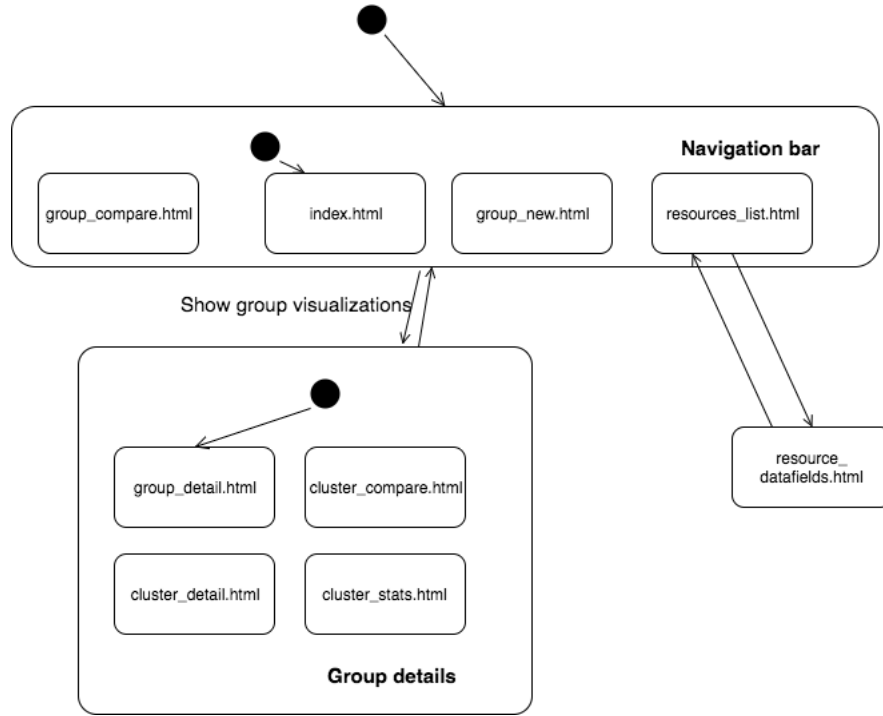 Navigation bar
group_compare.html
index.html
group_new.html
resources_list.html
Show group visualizations
group_detail.html
cluster_compare.html
resource_
datafields.html
cluster_detail.html
cluster_stats.html
Group details